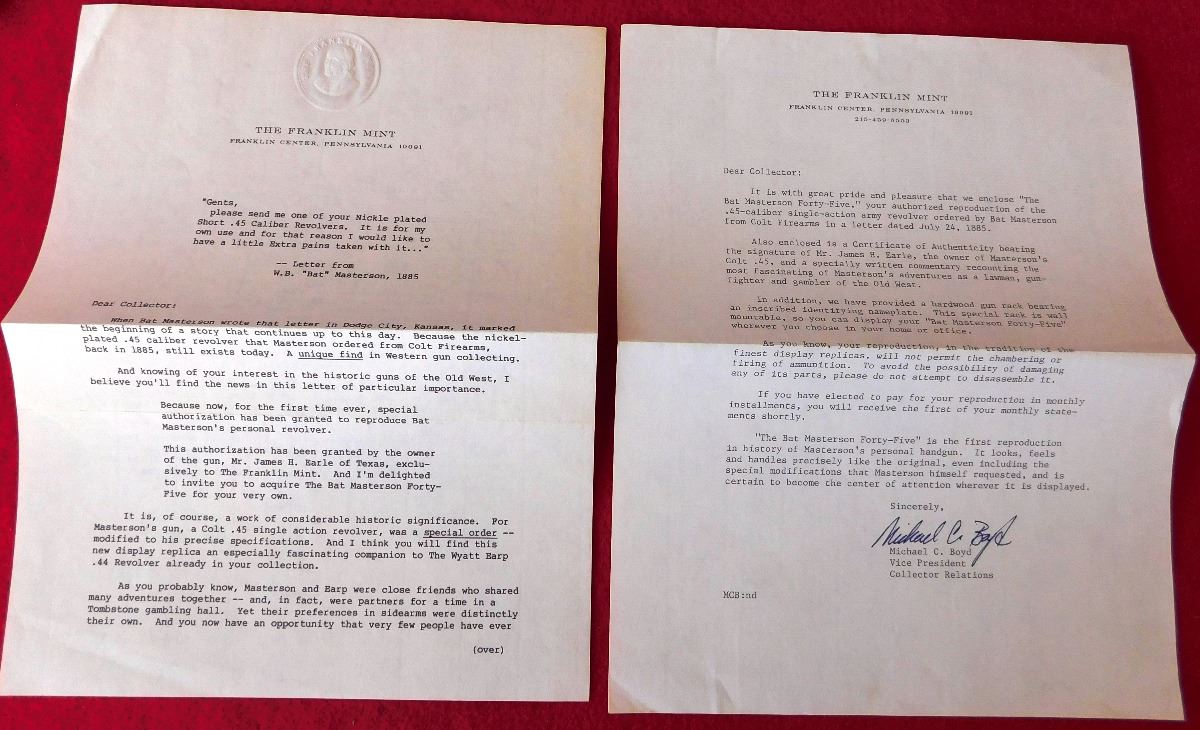 THE FRANKLIN MINT
FRANKLIN CENTER, PENNSYLVANIA 19091
"Gents,
please send me one of your Nickle plated
Short .45 Caliber Revolvers. It is for my
own use and for that reason I would like to
have a little Extra pains taken with it..."
-- Letter from
W.B. "Bat" Masterson, 1885
Dear Collector:
When Bat Masterson wrote that letter in Dodge City, Kansas, it marked
the beginning of a story that continues up to this day. Because the nickel-
plated .45 caliber revolver that Masterson ordered from Colt Firearms,
back in 1885, still exists today. A unique find in Western gun collecting.
And knowing of your interest in the historic guns of the Old West, I
believe you'll find the news in this letter of particular importance.
Because now, for the first time ever, special
authorization has been granted to reproduce Bat
Masterson's personal revolver.
This authorization has been granted by the owner
of the gun, Mr. James H. Earle of Texas, exclu-
sively to The Franklin Mint. And I'm delighted
to invite you to acquire The Bat Masterson Forty-
Five for your very own.
It is, of course, a work of considerable historic significance. For
Masterson's gun, a Colt .45 single action revolver, was a special order --
modified to his precise specifications. And I think you will find this
new display replica an especially fascinating companion to The Wyatt Earp
.44 Revolver already in your collection.
As you probably know, Masterson and Earp were close friends who shared
many adventures together -- and, in fact, were partners for a time in a
Tombstone gambling hall. Yet their preferences in sidearms were distinctly
their own. And you now have an opportunity that very few people have ever
(over)
THE FRANKLIN MINT
FRANKLIN CENTER, PENNSYLVANIA 19091
215-459-6553
Dear Collector:
It is with great pride and pleasure that we enclose "The
Bat Masterson Forty-Five," your authorized reproduction of the
.45-caliber single-action army revolver ordered by Bat Masterson
from Colt Firearms in a letter dated July 24, 1885.
Also enclosed is a Certificate of Authenticity bearing
the signature of Mr. James H. Earle, the owner of Masterson's
Colt .45, and a specially written commentary recounting the
most fascinating of Masterson's adventures as a lawman, gun-
fighter and gambler of the Old West.
In addition, we have provided a hardwood gun rack bearing
an inscribed identifying nameplate. This special rack is wall
mountable, so you can display your "Bat Masterson Forty-Five"
wherever you choose in your home or office.
As you know, your reproduction, in the tradition of the
finest display replicas, will not permit the chambering or
firing of ammunition. To avoid the possibility of damaging
any of its parts, please do not attempt to disassemble it.
If you have elected to pay for your reproduction in monthly
installments, you will receive the first of your monthly state-
ments shortly.
"The Bat Masterson Forty-Five" is the first reproduction
in history of Masterson's personal handgun. It looks, feels
and handles precisely like the original, even including the
special modifications that Masterson himself requested, and is
certain to become the center of attention wherever it is displayed.
Sincerely,
Michael C. Boyd
Michael C. Boyd
Vice President
Collector Relations
MCB:nd